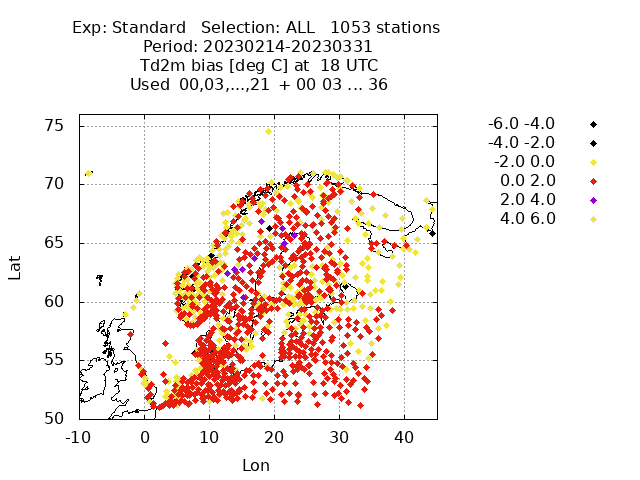 Exp: Standard   Selection: ALL   1053 stations
Period: 20230214-20230331
Td2m bias [deg C] at  18 UTC
Used  00,03,...,21  + 00 03 ... 36
-6.0 -4.0
-4.0 -2.0
-2.0 0.0
0.0 2.0
2.0 4.0
4.0 6.0
75
70
65
60
55
50
Lat
-10 0 10 20 30 40
Lon